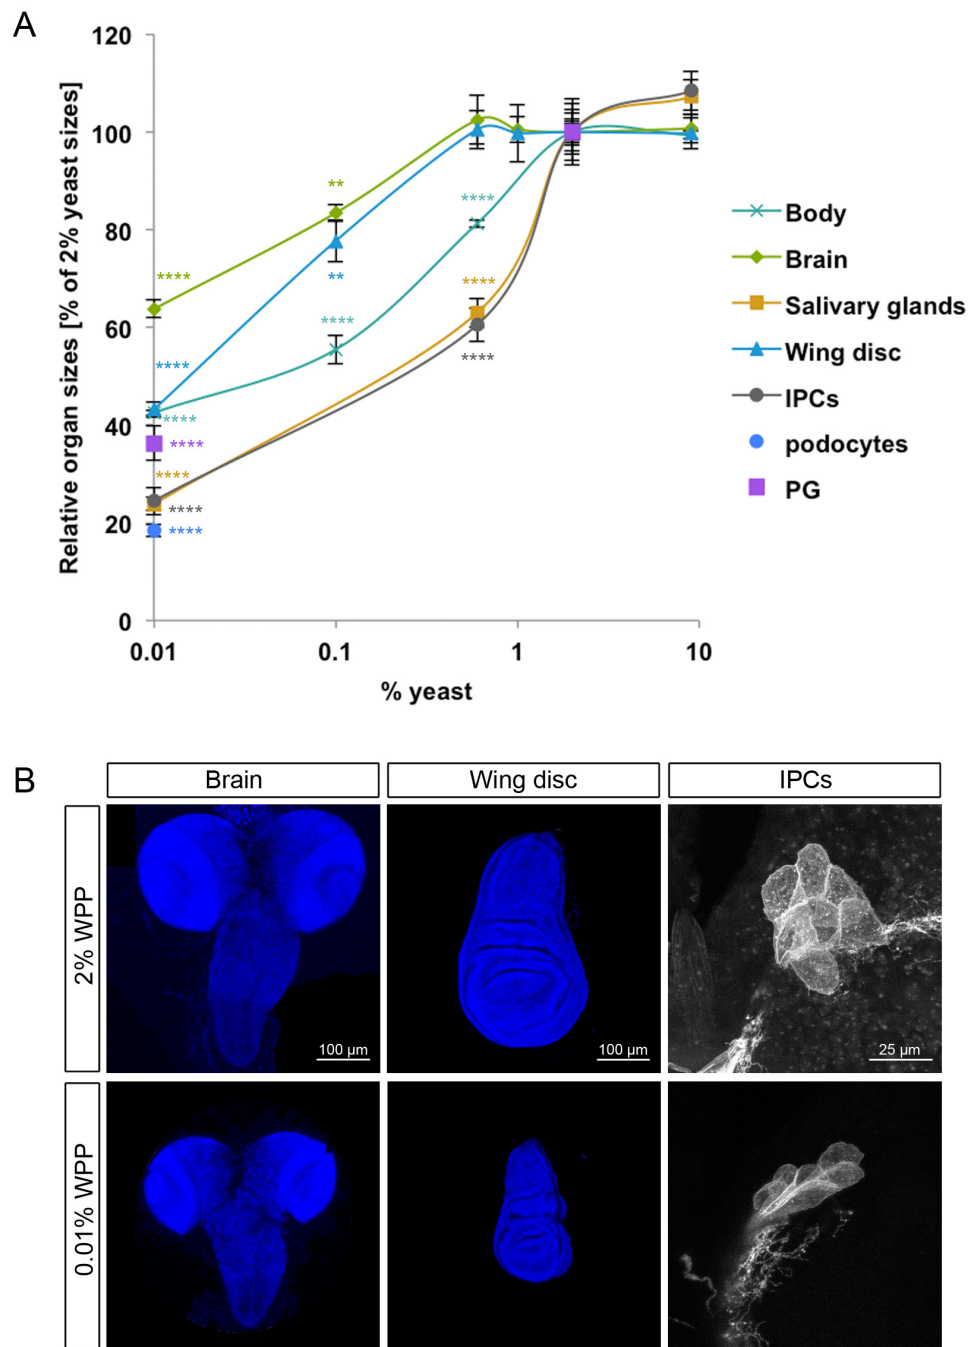 A
Relative organ sizes [% of 2% yeast sizes]
120
100
80
60
40
20
0
0.01 0.1 1 10
% yeast
****
**
****
**
****
****
****
****
****
****
****
****
****
****
Body
Brain
Salivary glands
Wing disc
IPCs
podocytes
PG
B
Brain Wing disc IPCs
2% WPP
100 µm 100 µm 25 µm
0.01% WPP